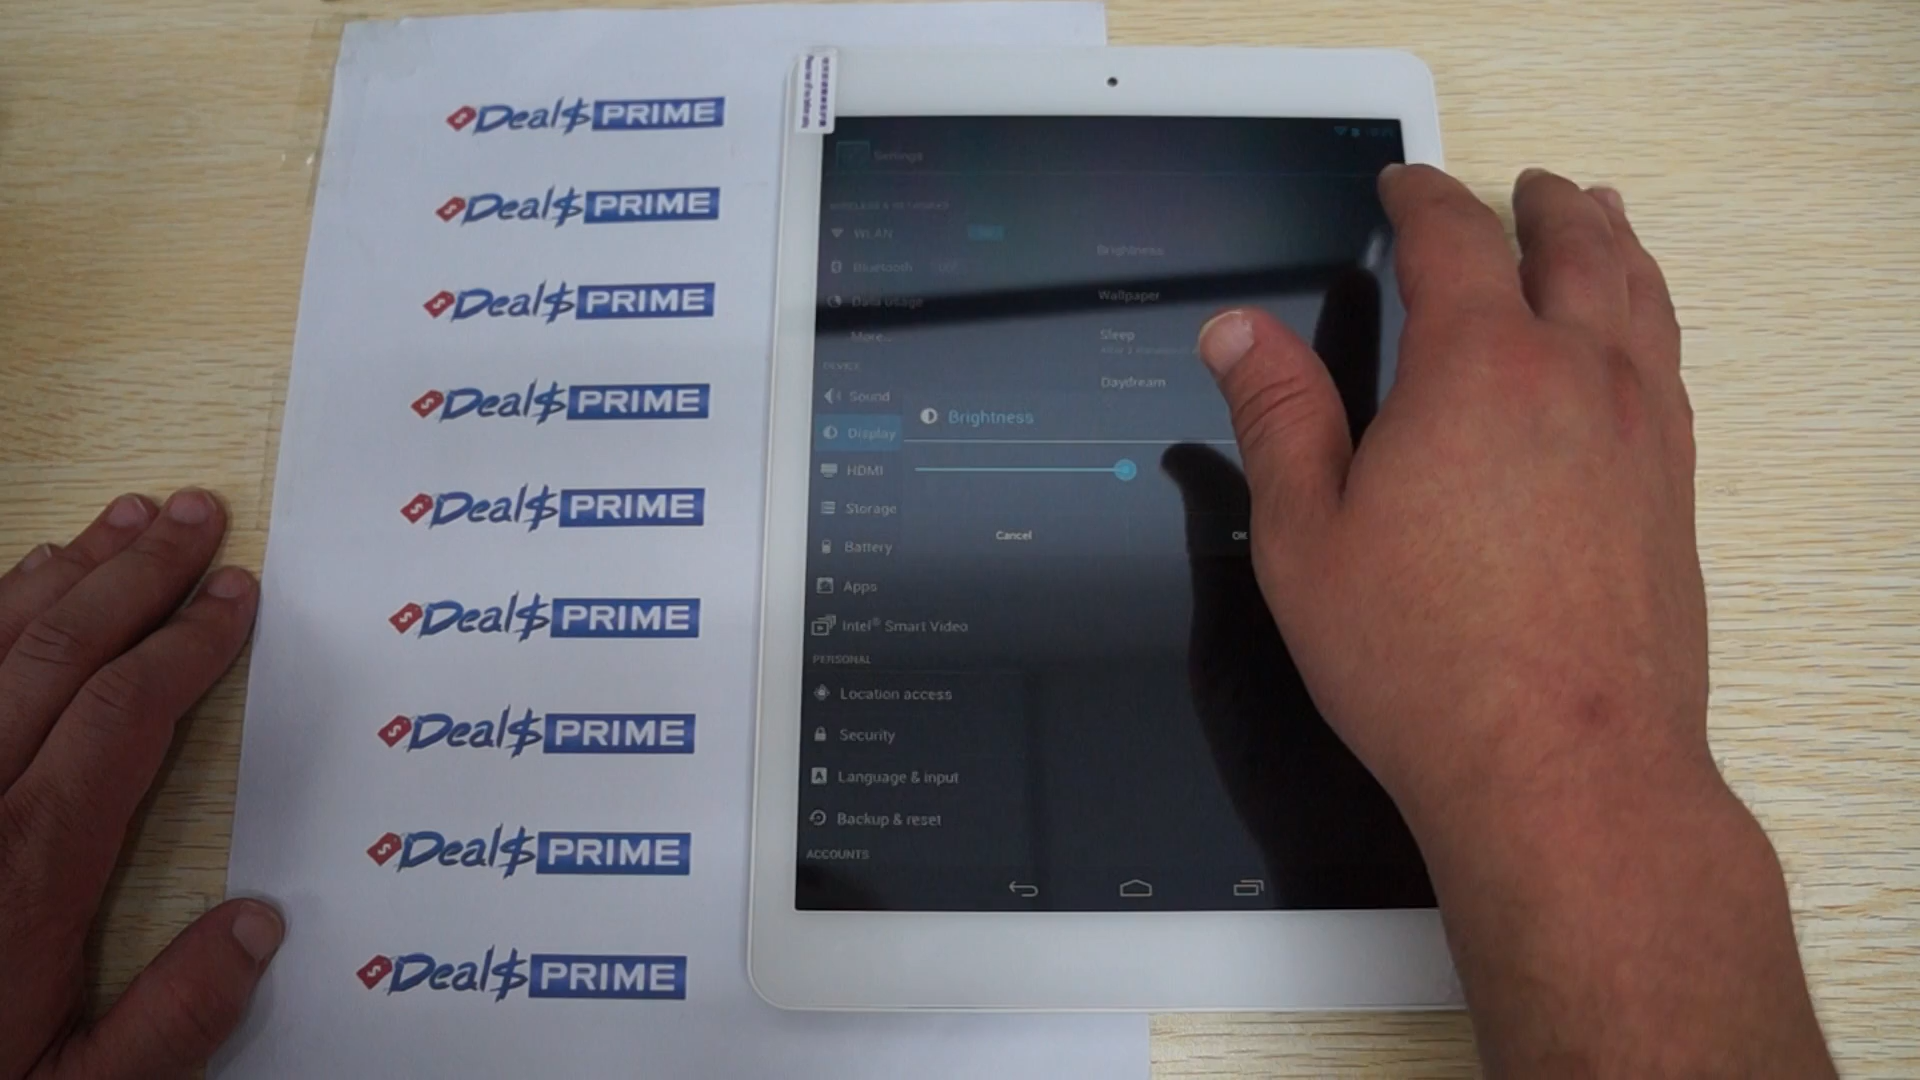 Deal$ PRIME
Deal$ PRIME
Deal$ PRIME
Deal$ PRIME
Deal$ PRIME
Deal$ PRIME
Deal$ PRIME
Deal$ PRIME
Deal$ PRIME
Settings
WIRELESS & NETWORKS
WLAN
Bluetooth
Data usage
More...
DEVICE
Sound
Display
HDMI
Storage
Battery
Apps
Intel® Smart Video
PERSONAL
Location access
Security
Language & input
Backup & reset
ACCOUNTS
Brightness
Wallpaper
Sleep
Daydream
Brightness
Cancel
OK